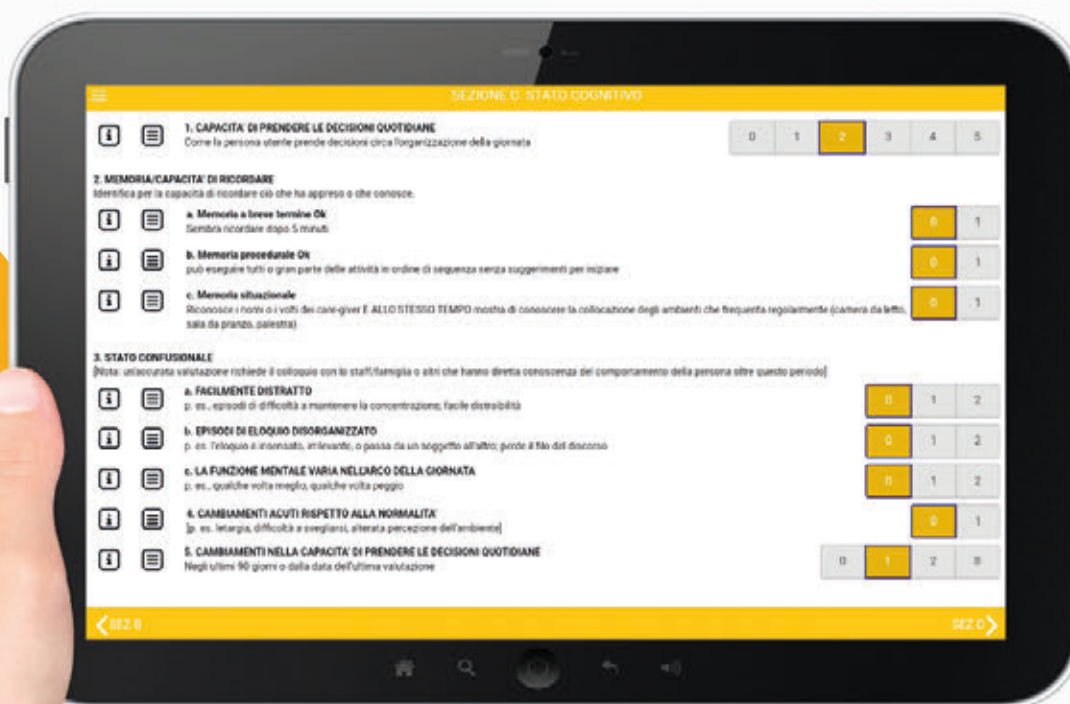 SEZIONE C: STATO COGNITIVO
1. CAPACITA' DI PRENDERE LE DECISIONI QUOTIDIANE
Come la persona utente prende decisioni circa l'organizzazione della giornata
0 1 2 3 4 5
2. MEMORIA/CAPACITA' DI RICORDARE
Identifica per la capacità di ricordare ciò che ha appreso o che conosce.
a. Memoria a breve termine Ok
Sembra ricordare dopo 5 minuti
0 1
b. Memoria procedurale Ok
può eseguire tutti o gran parte delle attività in ordine di sequenza senza suggerimenti per iniziare
0 1
c. Memoria situazionale
Riconosce i nomi o i volti dei care-giver E ALLO STESSO TEMPO mostra di conoscere la collocazione degli ambienti che frequenta regolarmente (camera da letto,
sala da pranzo, palestra)
0 1
3. STATO CONFUSIONALE
[Nota: un'accurata valutazione richiede il colloquio con lo staff/famiglia o altri che hanno diretta conoscenza del comportamento della persona oltre questo periodo]
a. FACILMENTE DISTRATTO
p. es., episodi di difficoltà a mantenere la concentrazione; facile distraibilità
0 1 2
b. EPISODI DI ELOQUIO DISORGANIZZATO
p. es. l'eloquio è insensato, irrilevante, o passa da un soggetto all'altro; perde il filo del discorso
0 1 2
c. LA FUNZIONE MENTALE VARIA NELL'ARCO DELLA GIORNATA
p. es., qualche volta meglio, qualche volta peggio
0 1 2
4. CAMBIAMENTI ACUTI RISPETTO ALLA NORMALITA'
[p. es. letargia, difficoltà a svegliarsi, alterata percezione dell'ambiente]
0 1
5. CAMBIAMENTI NELLA CAPACITA' DI PRENDERE LE DECISIONI QUOTIDIANE
Negli ultimi 90 giorni o dalla data dell'ultima valutazione
0 1 2 8
SEZ B
SEZ D